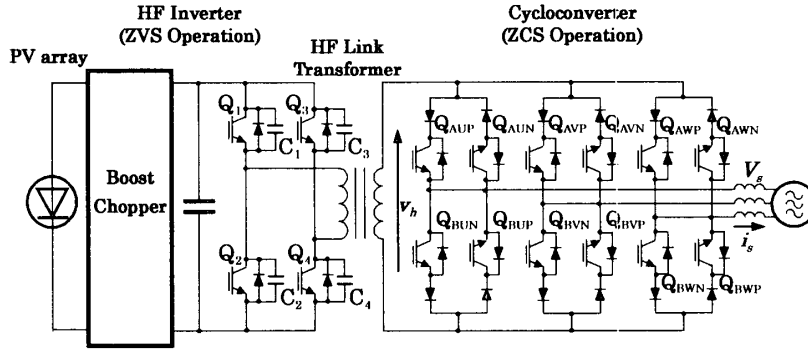 HF Inverter
(ZVS Operation)
Cycloconverter
(ZCS Operation)
PV array
HF Link
Transformer
Boost
Chopper
Q1
Q3
C1
C3
Q2
Q4
C2
C4
vh
QAUP
QAUN
QAVP
QAVN
QAWP
QAWN
Vs
QBUN
QBUP
QBVN
QBVP
is
QBWN
QBWP